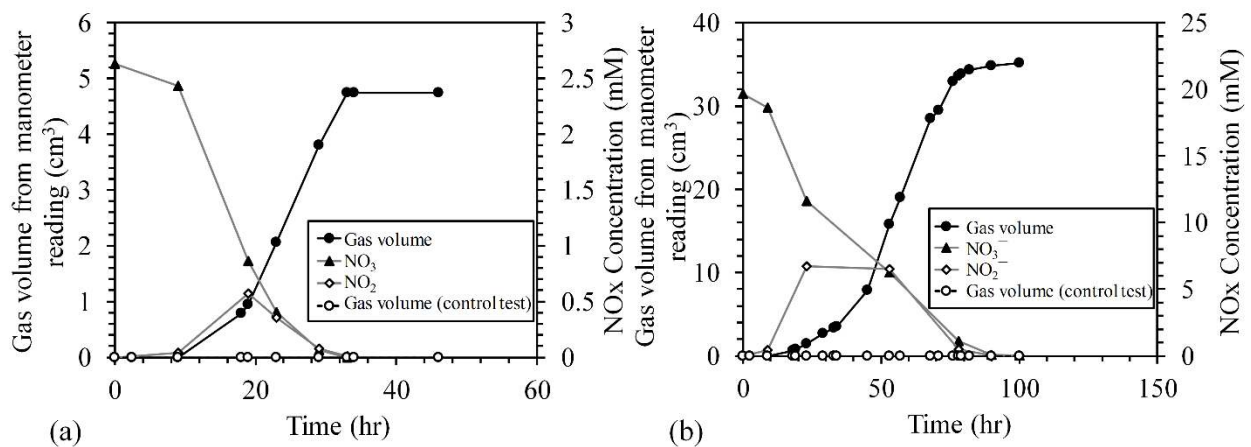 Gas volume from manometer
reading (cm³)
6
5
4
3
2
1
0
3
2.5
2
1.5
1
0.5
0
NOx Concentration (mM)
Gas volume
NO₃
NO₂
Gas volume (control test)
0 20 40 60
(a) Time (hr)
Gas volume from manometer
reading (cm³)
40
30
20
10
0
25
20
15
10
5
0
NOx Concentration (mM)
Gas volume
NO₃⁻
NO₂⁻
Gas volume (control test)
0 50 100 150
(b) Time (hr)